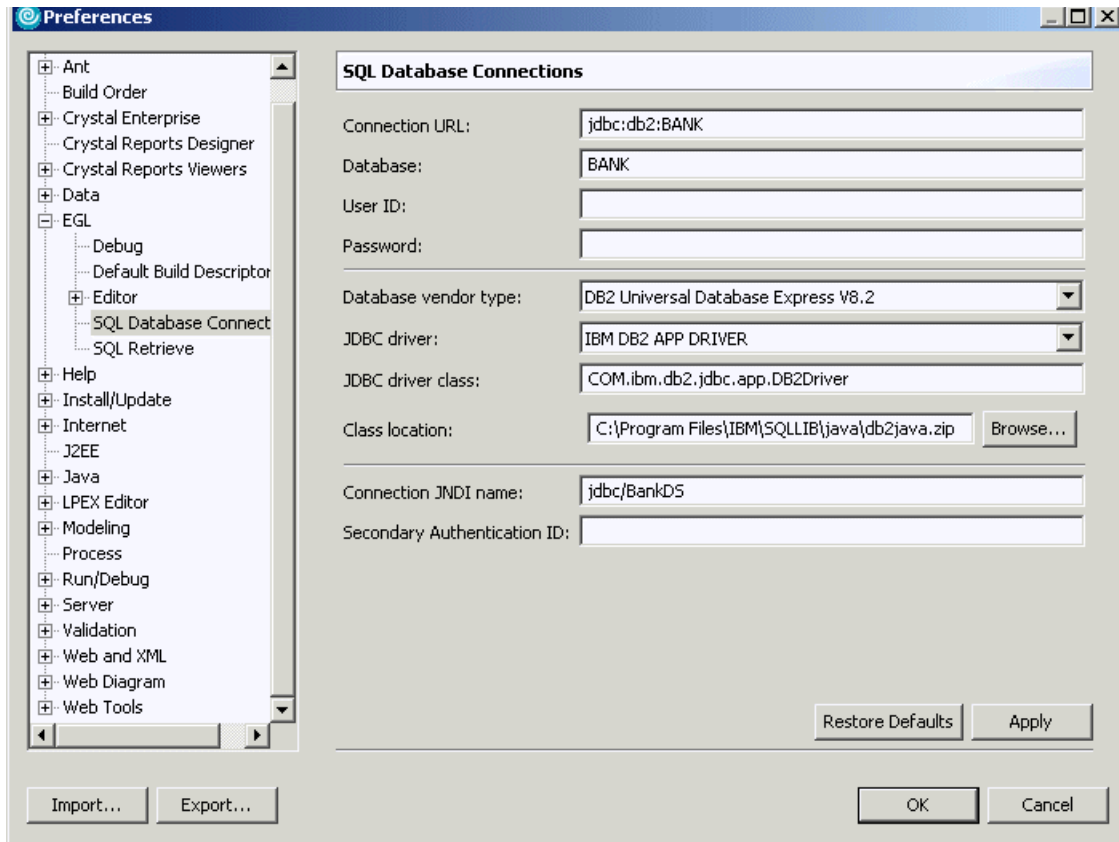 Preferences
Ant
Build Order
Crystal Enterprise
Crystal Reports Designer
Crystal Reports Viewers
Data
EGL
Debug
Default Build Descriptor
Editor
SQL Database Connect
SQL Retrieve
Help
Install/Update
Internet
J2EE
Java
LPEX Editor
Modeling
Process
Run/Debug
Server
Validation
Web and XML
Web Diagram
Web Tools
Import... Export...
SQL Database Connections
Connection URL: jdbc:db2:BANK
Database: BANK
User ID:
Password:
Database vendor type: DB2 Universal Database Express V8.2
JDBC driver: IBM DB2 APP DRIVER
JDBC driver class: COM.ibm.db2.jdbc.app.DB2Driver
Class location: C:\Program Files\IBM\SQLLIB\java\db2java.zip Browse...
Connection JNDI name: jdbc/BankDS
Secondary Authentication ID:
Restore Defaults Apply
OK Cancel